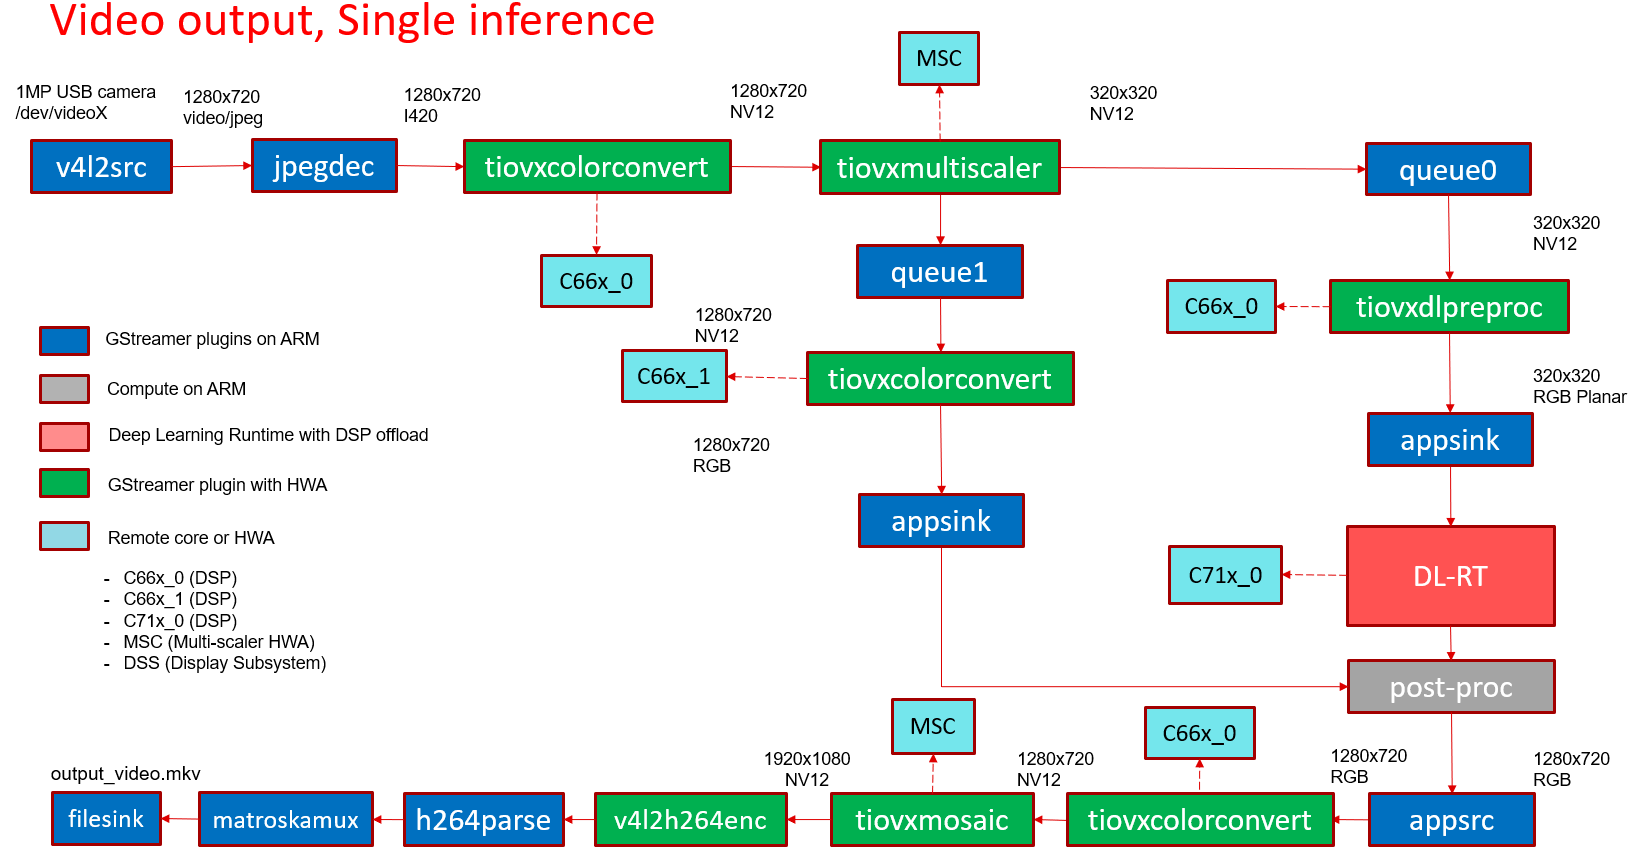 Video output, Single inference
MSC
1MP USB camera
/dev/videoX
1280x720
video/jpeg
1280x720
I420
1280x720
NV12
320x320
NV12
v4l2src
jpegdec
tiovxcolorconvert
tiovxmultiscaler
queue0
320x320
NV12
C66x_0
queue1
C66x_0
tiovxdlpreproc
1280x720
NV12
GStreamer plugins on ARM
C66x_1
tiovxcolorconvert
320x320
RGB Planar
Compute on ARM
Deep Learning Runtime with DSP offload
1280x720
RGB
appsink
GStreamer plugin with HWA
appsink
Remote core or HWA
- C66x_0 (DSP)
- C66x_1 (DSP)
- C71x_0 (DSP)
- MSC (Multi-scaler HWA)
- DSS (Display Subsystem)
C71x_0
DL-RT
post-proc
MSC
C66x_0
output_video.mkv
1920x1080
NV12
1280x720
NV12
1280x720
RGB
1280x720
RGB
filesink
matroskamux
h264parse
v4l2h264enc
tiovxmosaic
tiovxcolorconvert
appsrc